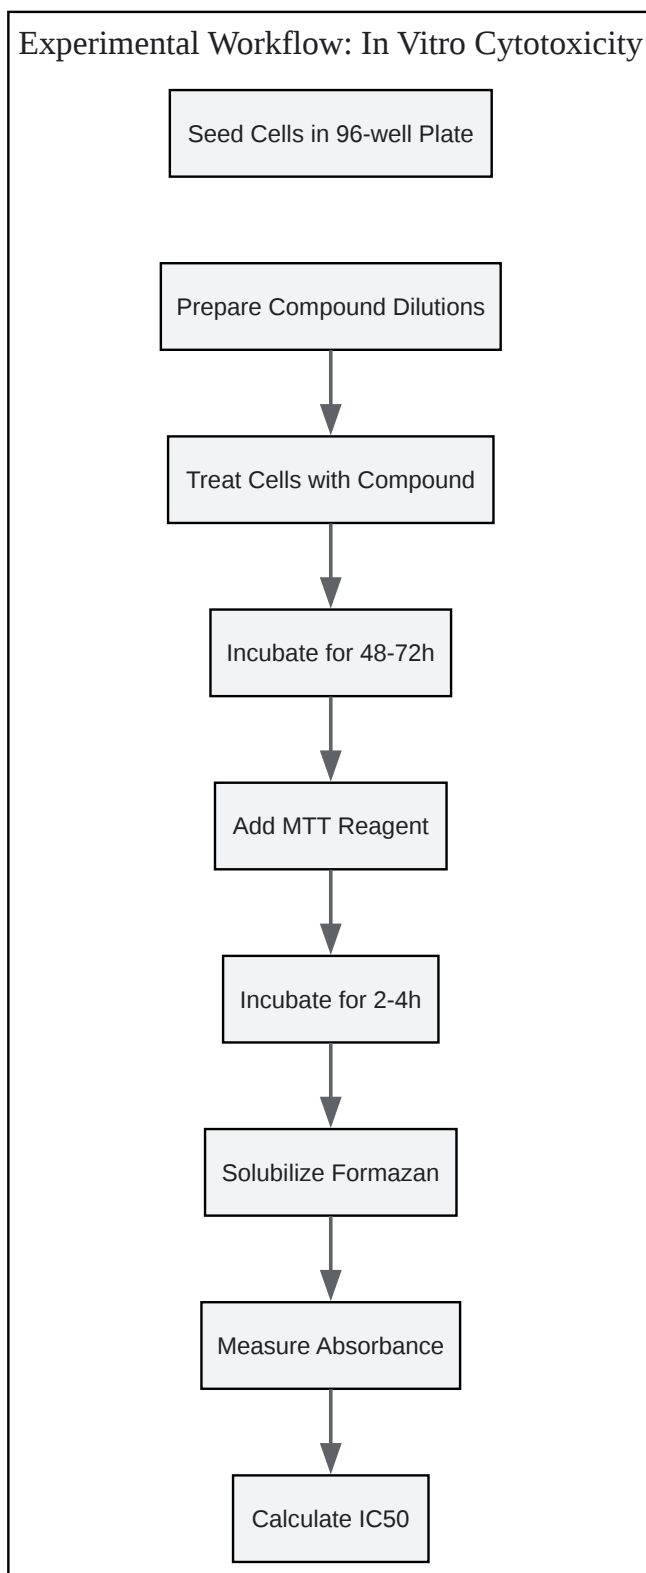 Experimental Workflow: In Vitro Cytotoxicity
Seed Cells in 96-well Plate
Prepare Compound Dilutions
Treat Cells with Compound
Incubate for 48-72h
Add MTT Reagent
Incubate for 2-4h
Solubilize Formazan
Measure Absorbance
Calculate IC50